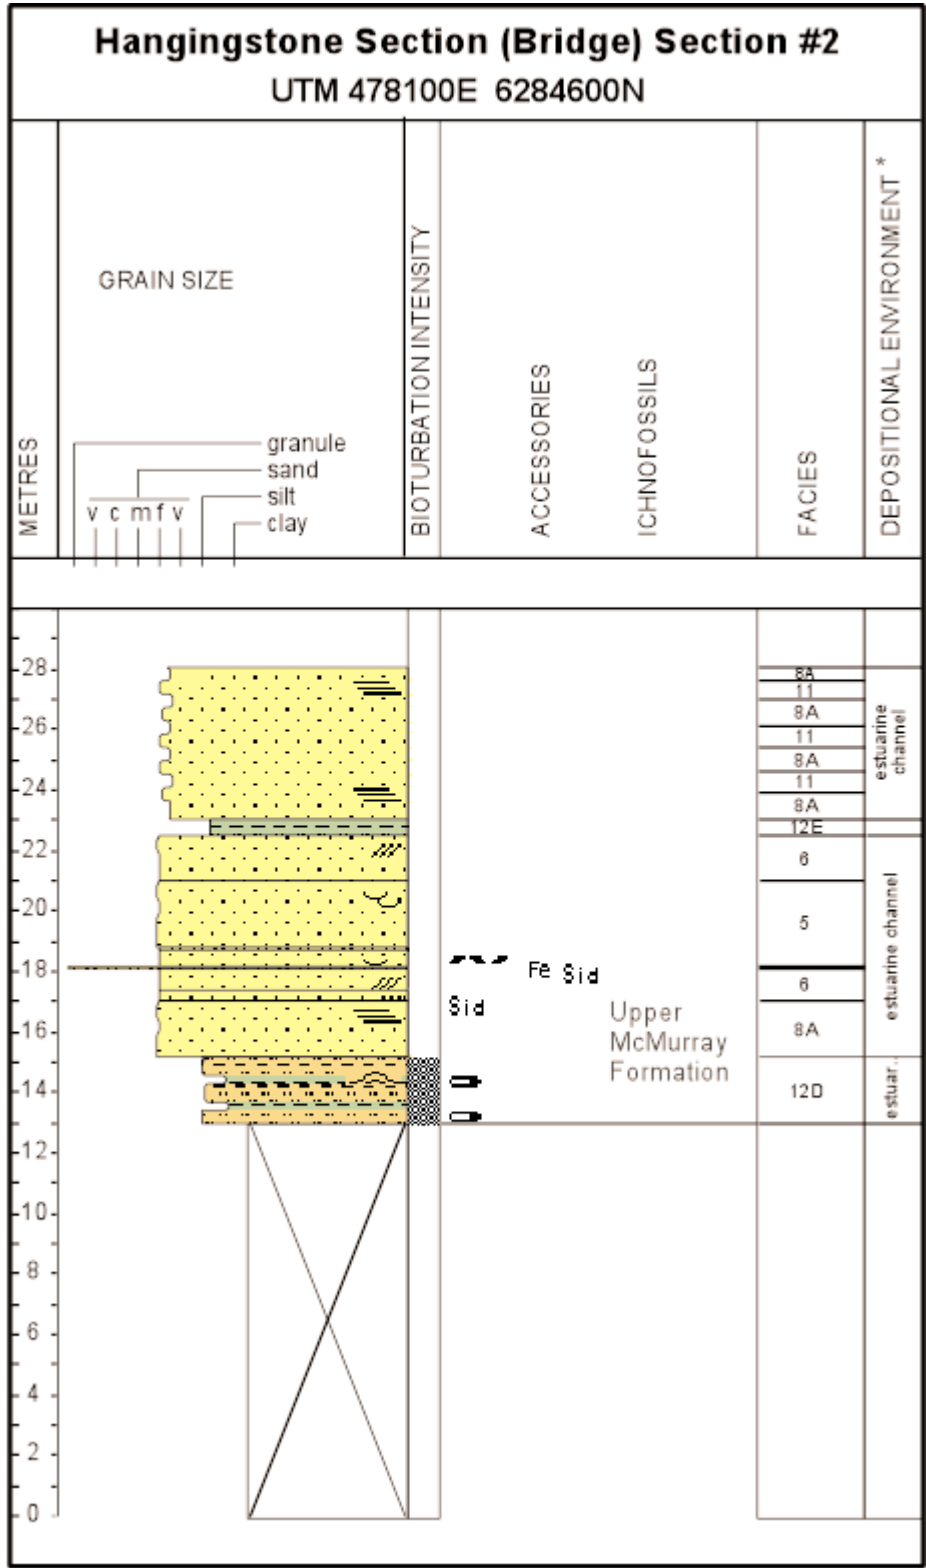 Hangingstone Section (Bridge) Section #2
UTM 478100E 6284600N
METRES
GRAIN SIZE
granule
sand
silt
clay
v c m f v
BIOTURBATION INTENSITY
ACCESSORIES
ICHNOFOSSILS
FACIES
DEPOSITIONAL ENVIRONMENT *
28
26
24
22
20
18
16
14
12
10
8
6
4
2
0
Fe Sid
Sid
Upper
McMurray
Formation
8A
11
8A
11
8A
11
8A
12E
6
5
6
8A
12D
estuarine
channel
estuarine channel
estuar..